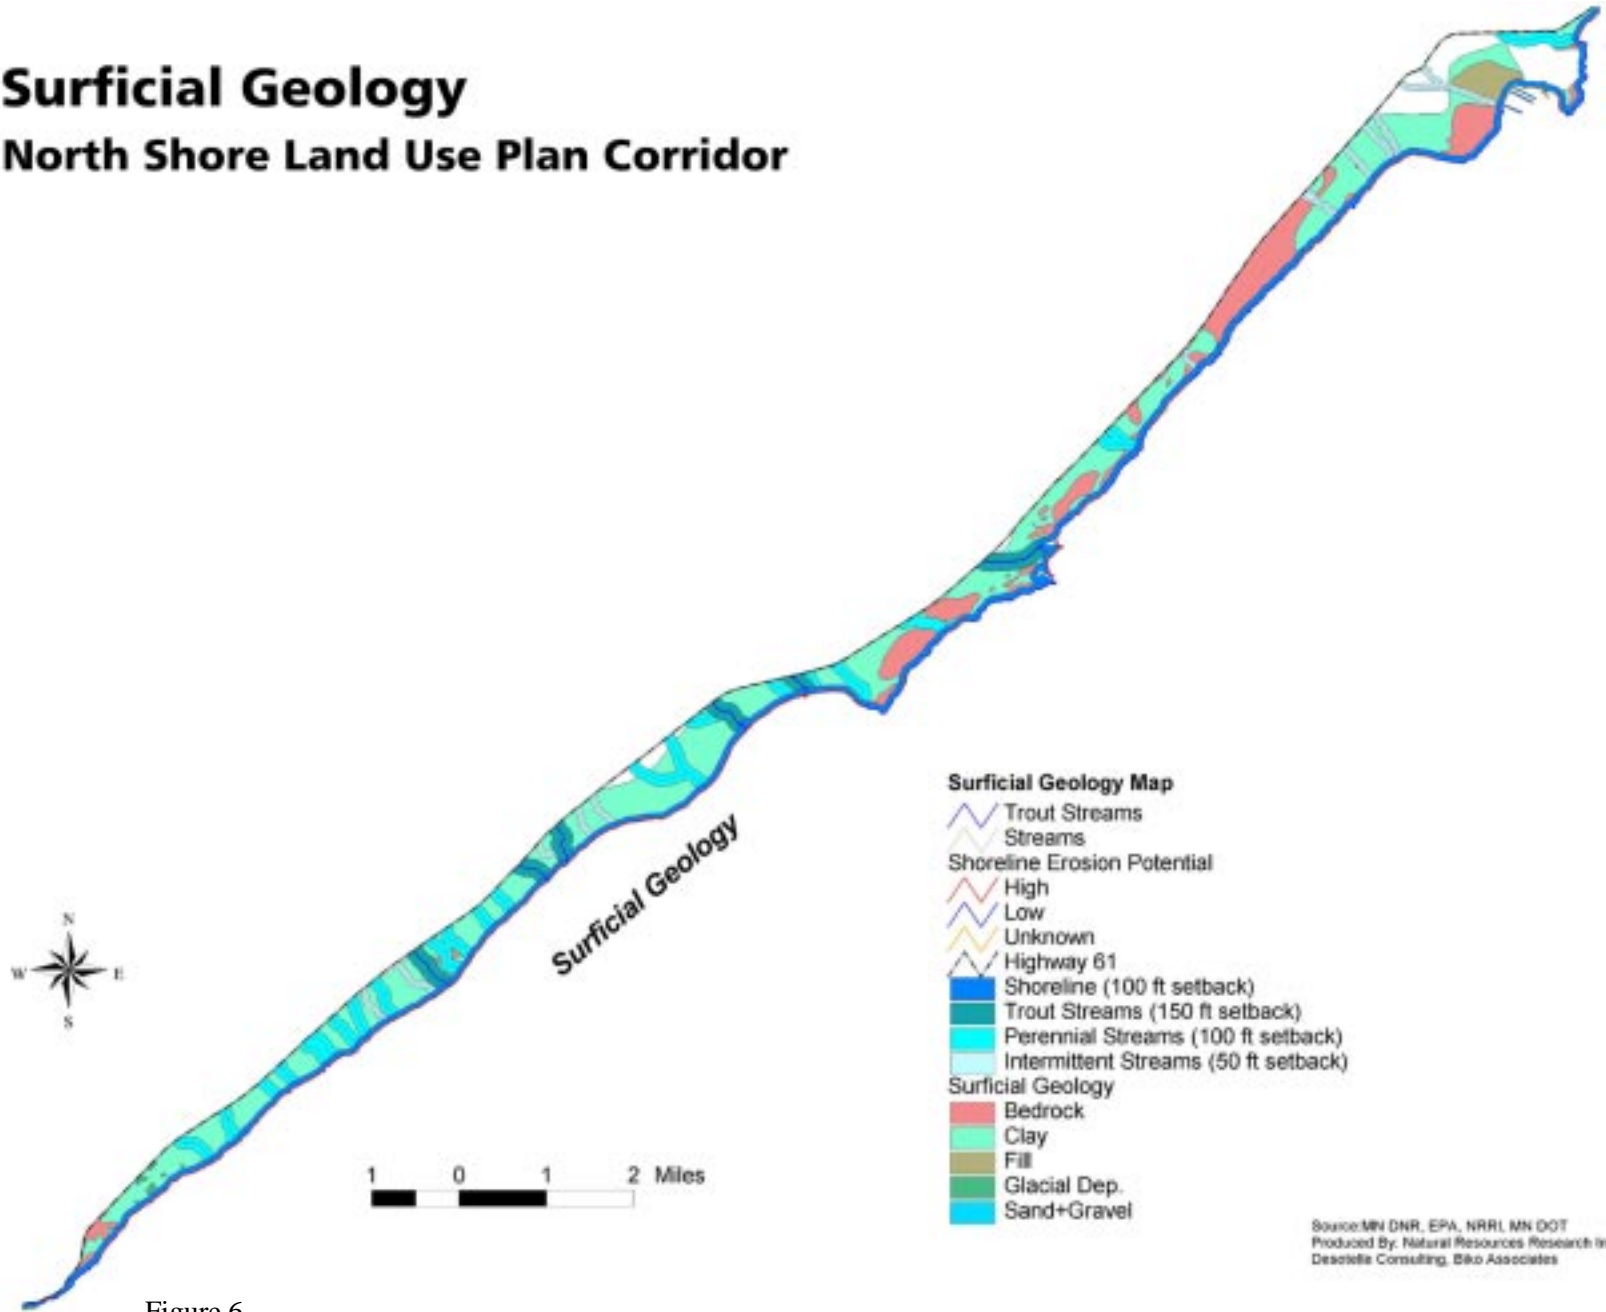 Surficial Geology
North Shore Land Use Plan Corridor
Surficial Geology
N
W
E
S
1 0 1 2 Miles
Surficial Geology Map
Trout Streams
Streams
Shoreline Erosion Potential
High
Low
Unknown
Highway 61
Shoreline (100 ft setback)
Trout Streams (150 ft setback)
Perennial Streams (100 ft setback)
Intermittent Streams (50 ft setback)
Surficial Geology
Bedrock
Clay
Fill
Glacial Dep.
Sand+Gravel
Source:MN DNR, EPA, NRRI, MN DOT
Produced By: Natural Resources Research In
Desotelle Consulting, Biko Associates
Figure 6